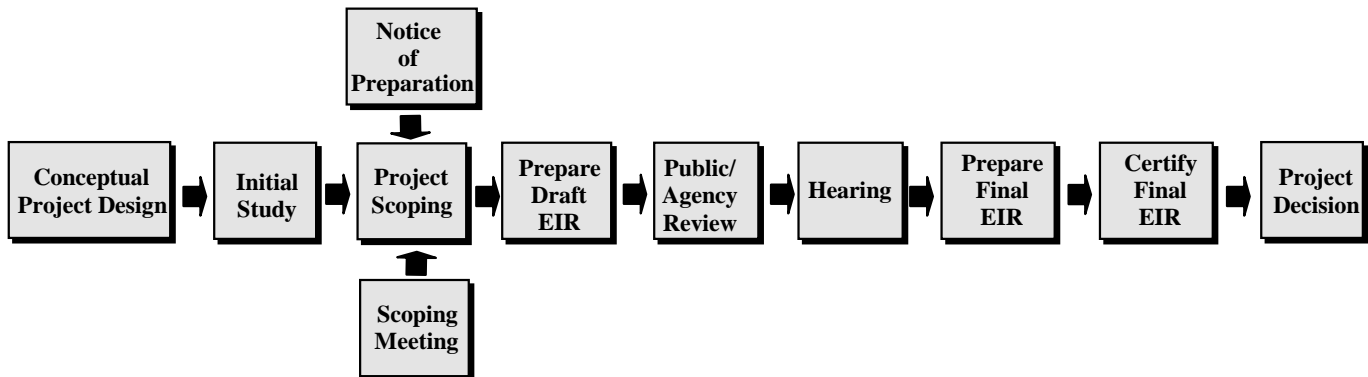 Notice
of
Preparation
Conceptual
Project Design
Initial
Study
Project
Scoping
Prepare
Draft
EIR
Public/
Agency
Review
Hearing
Prepare
Final
EIR
Certify
Final
EIR
Project
Decision
Scoping
Meeting